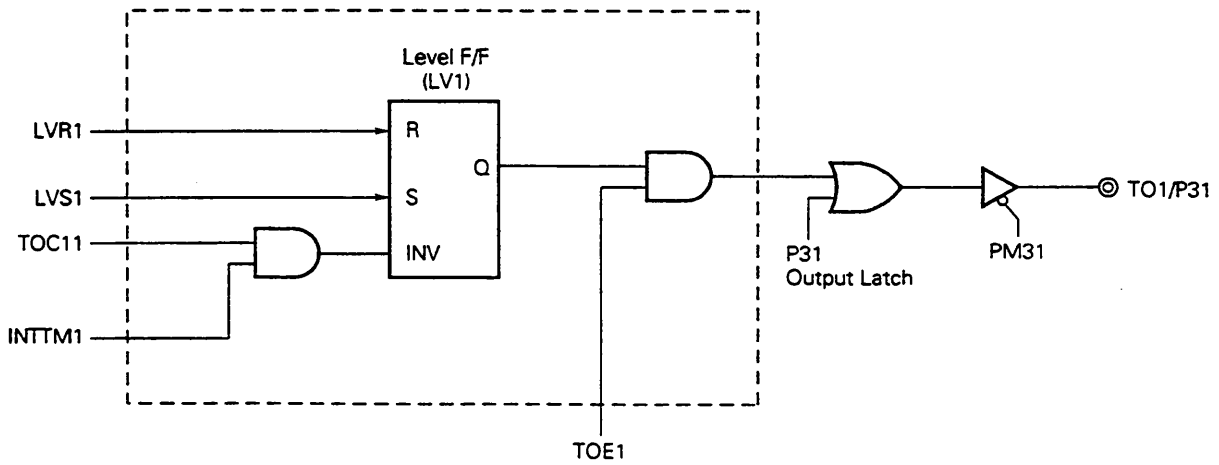 Level F/F
(LV1)
LVR1
R
Q
LVS1
S
TOC11
INV
INTTM1
TOE1
P31
Output Latch
PM31
TO1/P31